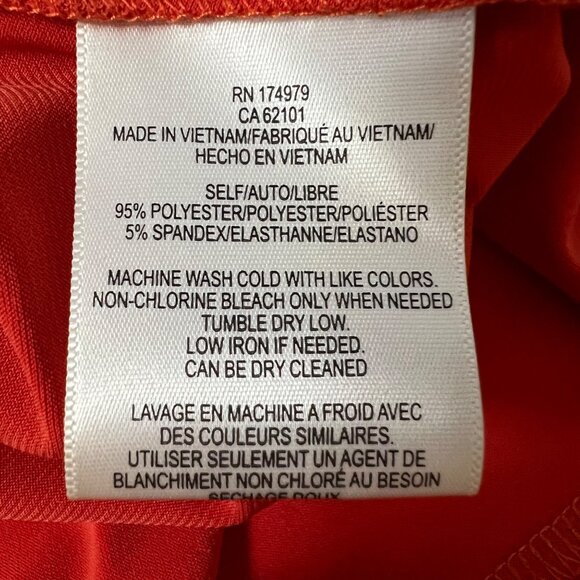 RN 174979
CA 62101
MADE IN VIETNAM/FABRIQUÉ AU VIETNAM/
HECHO EN VIETNAM
SELF/AUTO/LIBRE
95% POLYESTER/POLYESTER/POLIÉSTER
5% SPANDEX/ELASTHANNE/ELASTANO
MACHINE WASH COLD WITH LIKE COLORS.
NON-CHLORINE BLEACH ONLY WHEN NEEDED
TUMBLE DRY LOW.
LOW IRON IF NEEDED.
CAN BE DRY CLEANED
LAVAGE EN MACHINE A FROID AVEC
DES COULEURS SIMILAIRES.
UTILISER SEULEMENT UN AGENT DE
BLANCHIMENT NON CHLORÉ AU BESOIN
SECHAGE DOUX